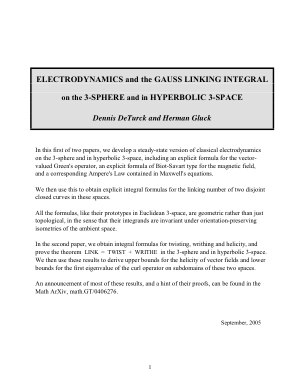 ELECTRODYNAMICS and the GAUSS LINKING INTEGRAL
on the 3-SPHERE and in HYPERBOLIC 3-SPACE
Dennis DeTurck and Herman Gluck
In this first of two papers, we develop a steady-state version of classical electrodynamics
on the 3-sphere and in hyperbolic 3-space, including an explicit formula for the vector-
valued Green's operator, an explicit formula of Biot-Savart type for the magnetic field,
and a corresponding Ampere's Law contained in Maxwell's equations.
We then use this to obtain explicit integral formulas for the linking number of two disjoint
closed curves in these spaces.
All the formulas, like their prototypes in Euclidean 3-space, are geometric rather than just
topological, in the sense that their integrands are invariant under orientation-preserving
isometries of the ambient space.
In the second paper, we obtain integral formulas for twisting, writhing and helicity, and
prove the theorem LINK = TWIST + WRITHE in the 3-sphere and in hyperbolic 3-space.
We then use these results to derive upper bounds for the helicity of vector fields and lower
bounds for the first eigenvalue of the curl operator on subdomains of these two spaces.
An announcement of most of these results, and a hint of their proofs, can be found in the
Math ArXiv, math.GT/0406276.
September, 2005
1